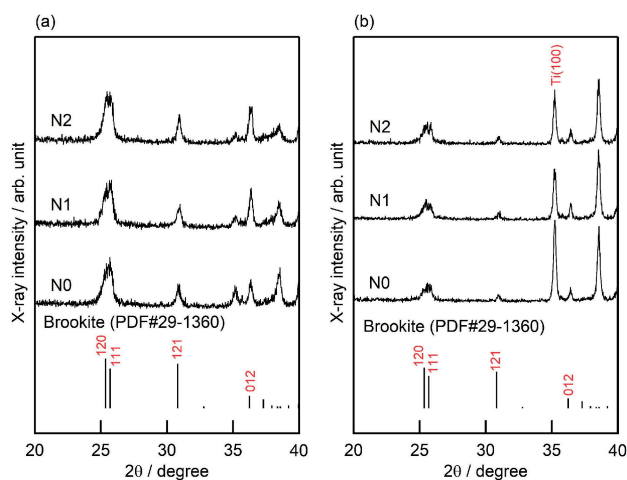 (a)
N2
N1
N0
Brookite (PDF#29-1360)
120
111
121
012
20 25 30 35 40
2θ / degree
X-ray intensity / arb. unit
(b)
Ti(100)
N2
N1
N0
Brookite (PDF#29-1360)
120
111
121
012
20 25 30 35 40
2θ / degree
X-ray intensity / arb. unit